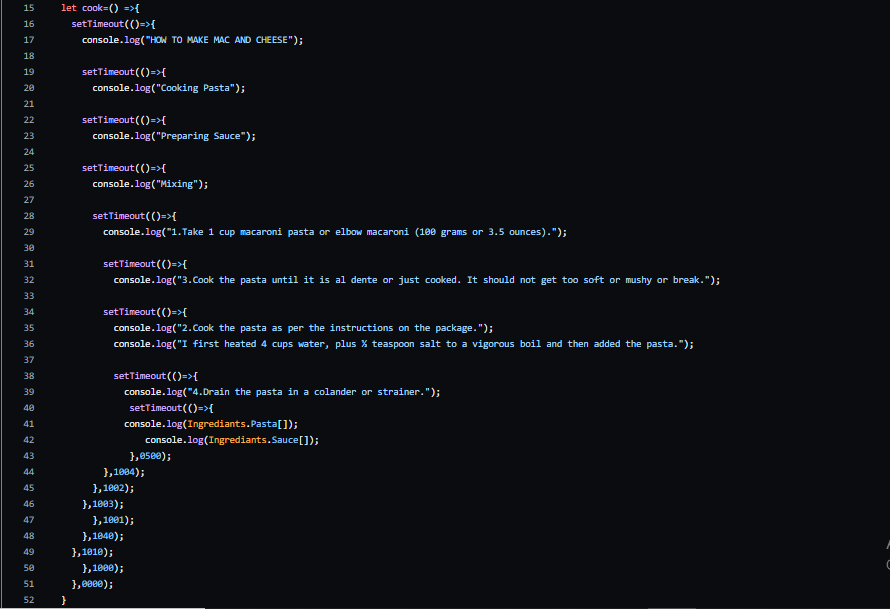 15 let cook=() =>{
16 setTimeout(()=>{
17 console.log("HOW TO MAKE MAC AND CHEESE");
18
19 setTimeout(()=>{
20 console.log("Cooking Pasta");
21
22 setTimeout(()=>{
23 console.log("Preparing Sauce");
24
25 setTimeout(()=>{
26 console.log("Mixing");
27
28 setTimeout(()=>{
29 console.log("1.Take 1 cup macaroni pasta or elbow macaroni (100 grams or 3.5 ounces).");
30
31 setTimeout(()=>{
32 console.log("3.Cook the pasta until it is al dente or just cooked. It should not get too soft or mushy or break.");
33
34 setTimeout(()=>{
35 console.log("2.Cook the pasta as per the instructions on the package.");
36 console.log("I first heated 4 cups water, plus ¼ teaspoon salt to a vigorous boil and then added the pasta.");
37
38 setTimeout(()=>{
39 console.log("4.Drain the pasta in a colander or strainer.");
40 setTimeout(()=>{
41 console.log(Ingrediants.Pasta[]);
42 console.log(Ingrediants.Sauce[]);
43 },0500);
44 },1004);
45 },1002);
46 },1003);
47 },1001);
48 },1040);
49 },1010);
50 },1000);
51 },0000);
52 }